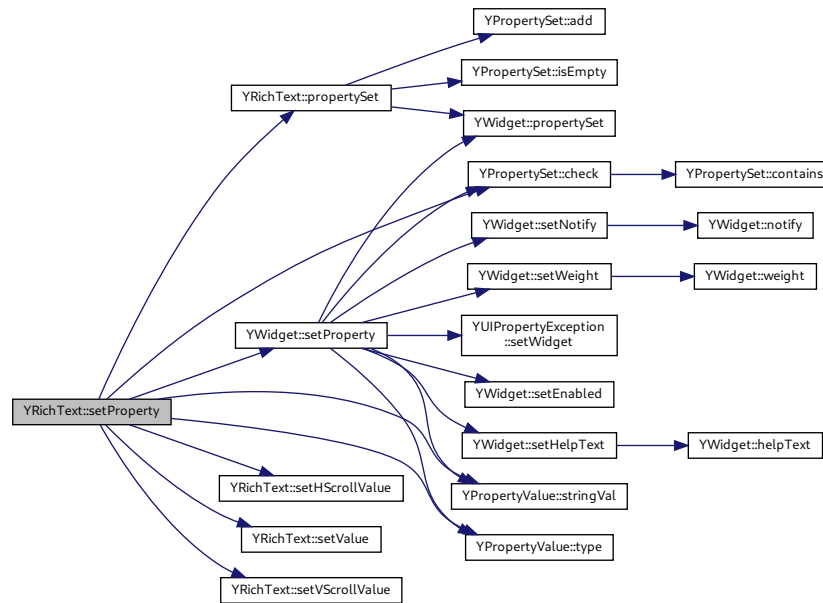 YPropertySet::add
YPropertySet::isEmpty
YRichText::propertySet
YWidget::propertySet
YPropertySet::check
YPropertySet::contains
YWidget::setNotify
YWidget::notify
YWidget::setWeight
YWidget::weight
YWidget::setProperty
YUIPropertyException
::setWidget
YWidget::setEnabled
YRichText::setProperty
YWidget::setHelpText
YWidget::helpText
YRichText::setHScrollValue
YPropertyValue::stringVal
YRichText::setValue
YPropertyValue::type
YRichText::setVScrollValue